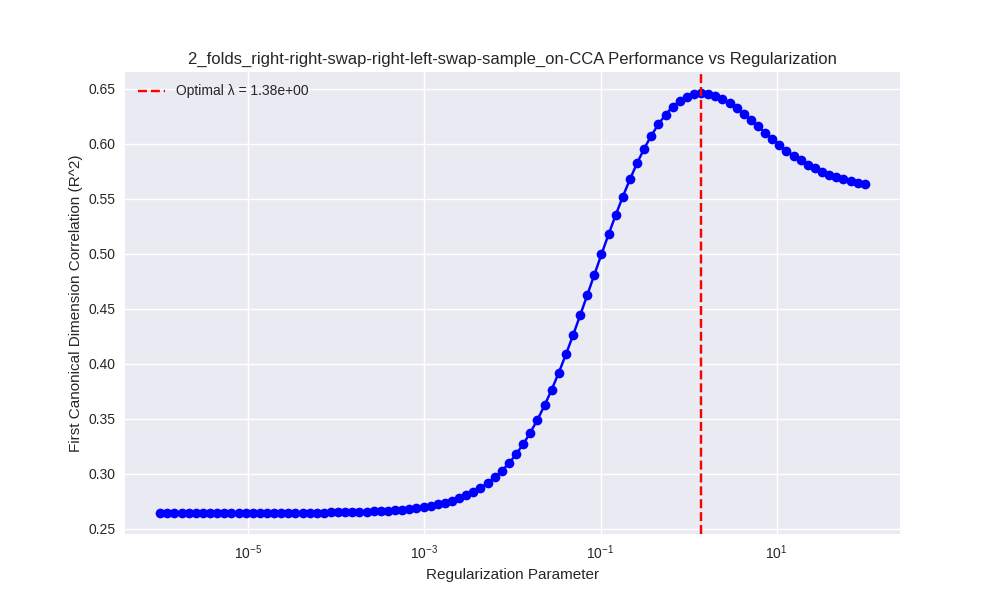 2_folds_right-right-swap-right-left-swap-sample_on-CCA Performance vs Regularization
Optimal λ = 1.38e+00
First Canonical Dimension Correlation (R^2)
0.65
0.60
0.55
0.50
0.45
0.40
0.35
0.30
0.25
10⁻⁵ 10⁻³ 10⁻¹ 10¹
Regularization Parameter